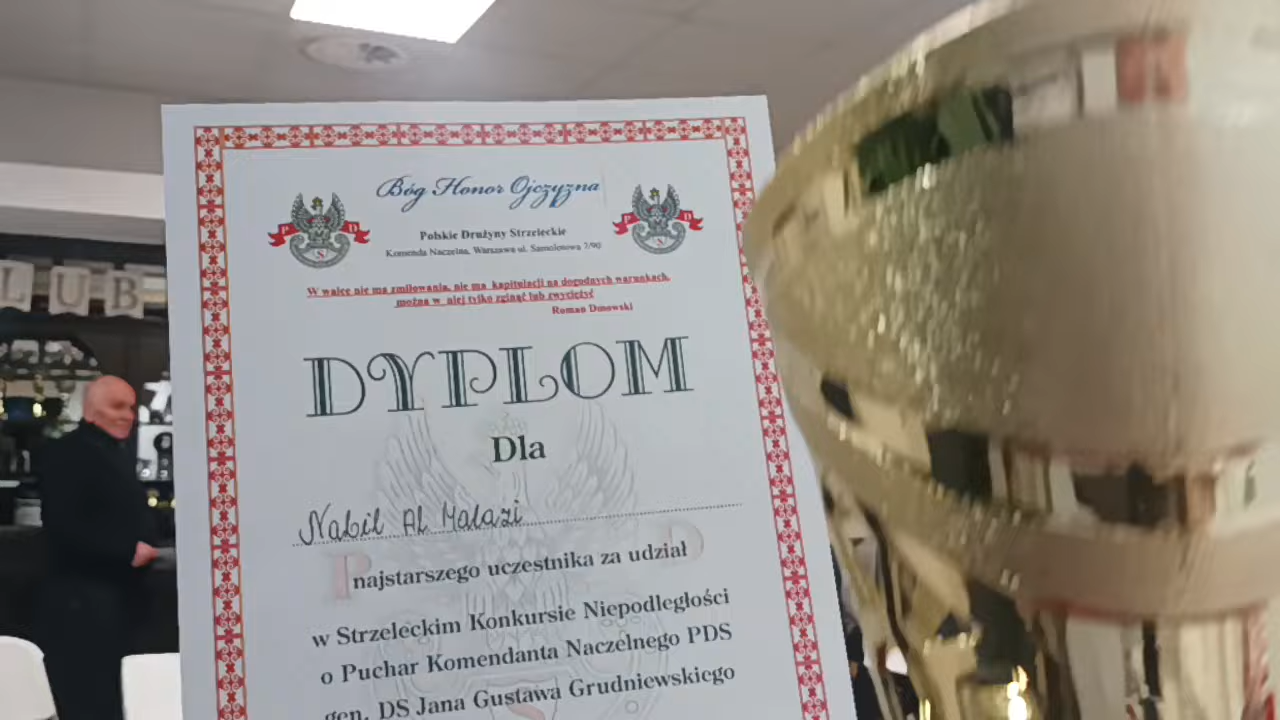 LUB
Bóg Honor Ojczyzna
P D
S
P D
S
Polskie Drużyny Strzeleckie
Komenda Naczelna, Warszawa ul. Samolotowa 7/90
W walce nie ma zmiłowania, nie ma kapitulacji na dogodnych warunkach,
można w niej tylko zginąć lub zwyciężyć
Roman Dmowski
DYPLOM
Dla
Nabil Al Malazi
P D
najstarszego uczestnika za udział
w Strzeleckim Konkursie Niepodległości
o Puchar Komendanta Naczelnego PDS
gen. DS Jana Gustawa Grudniewskiego